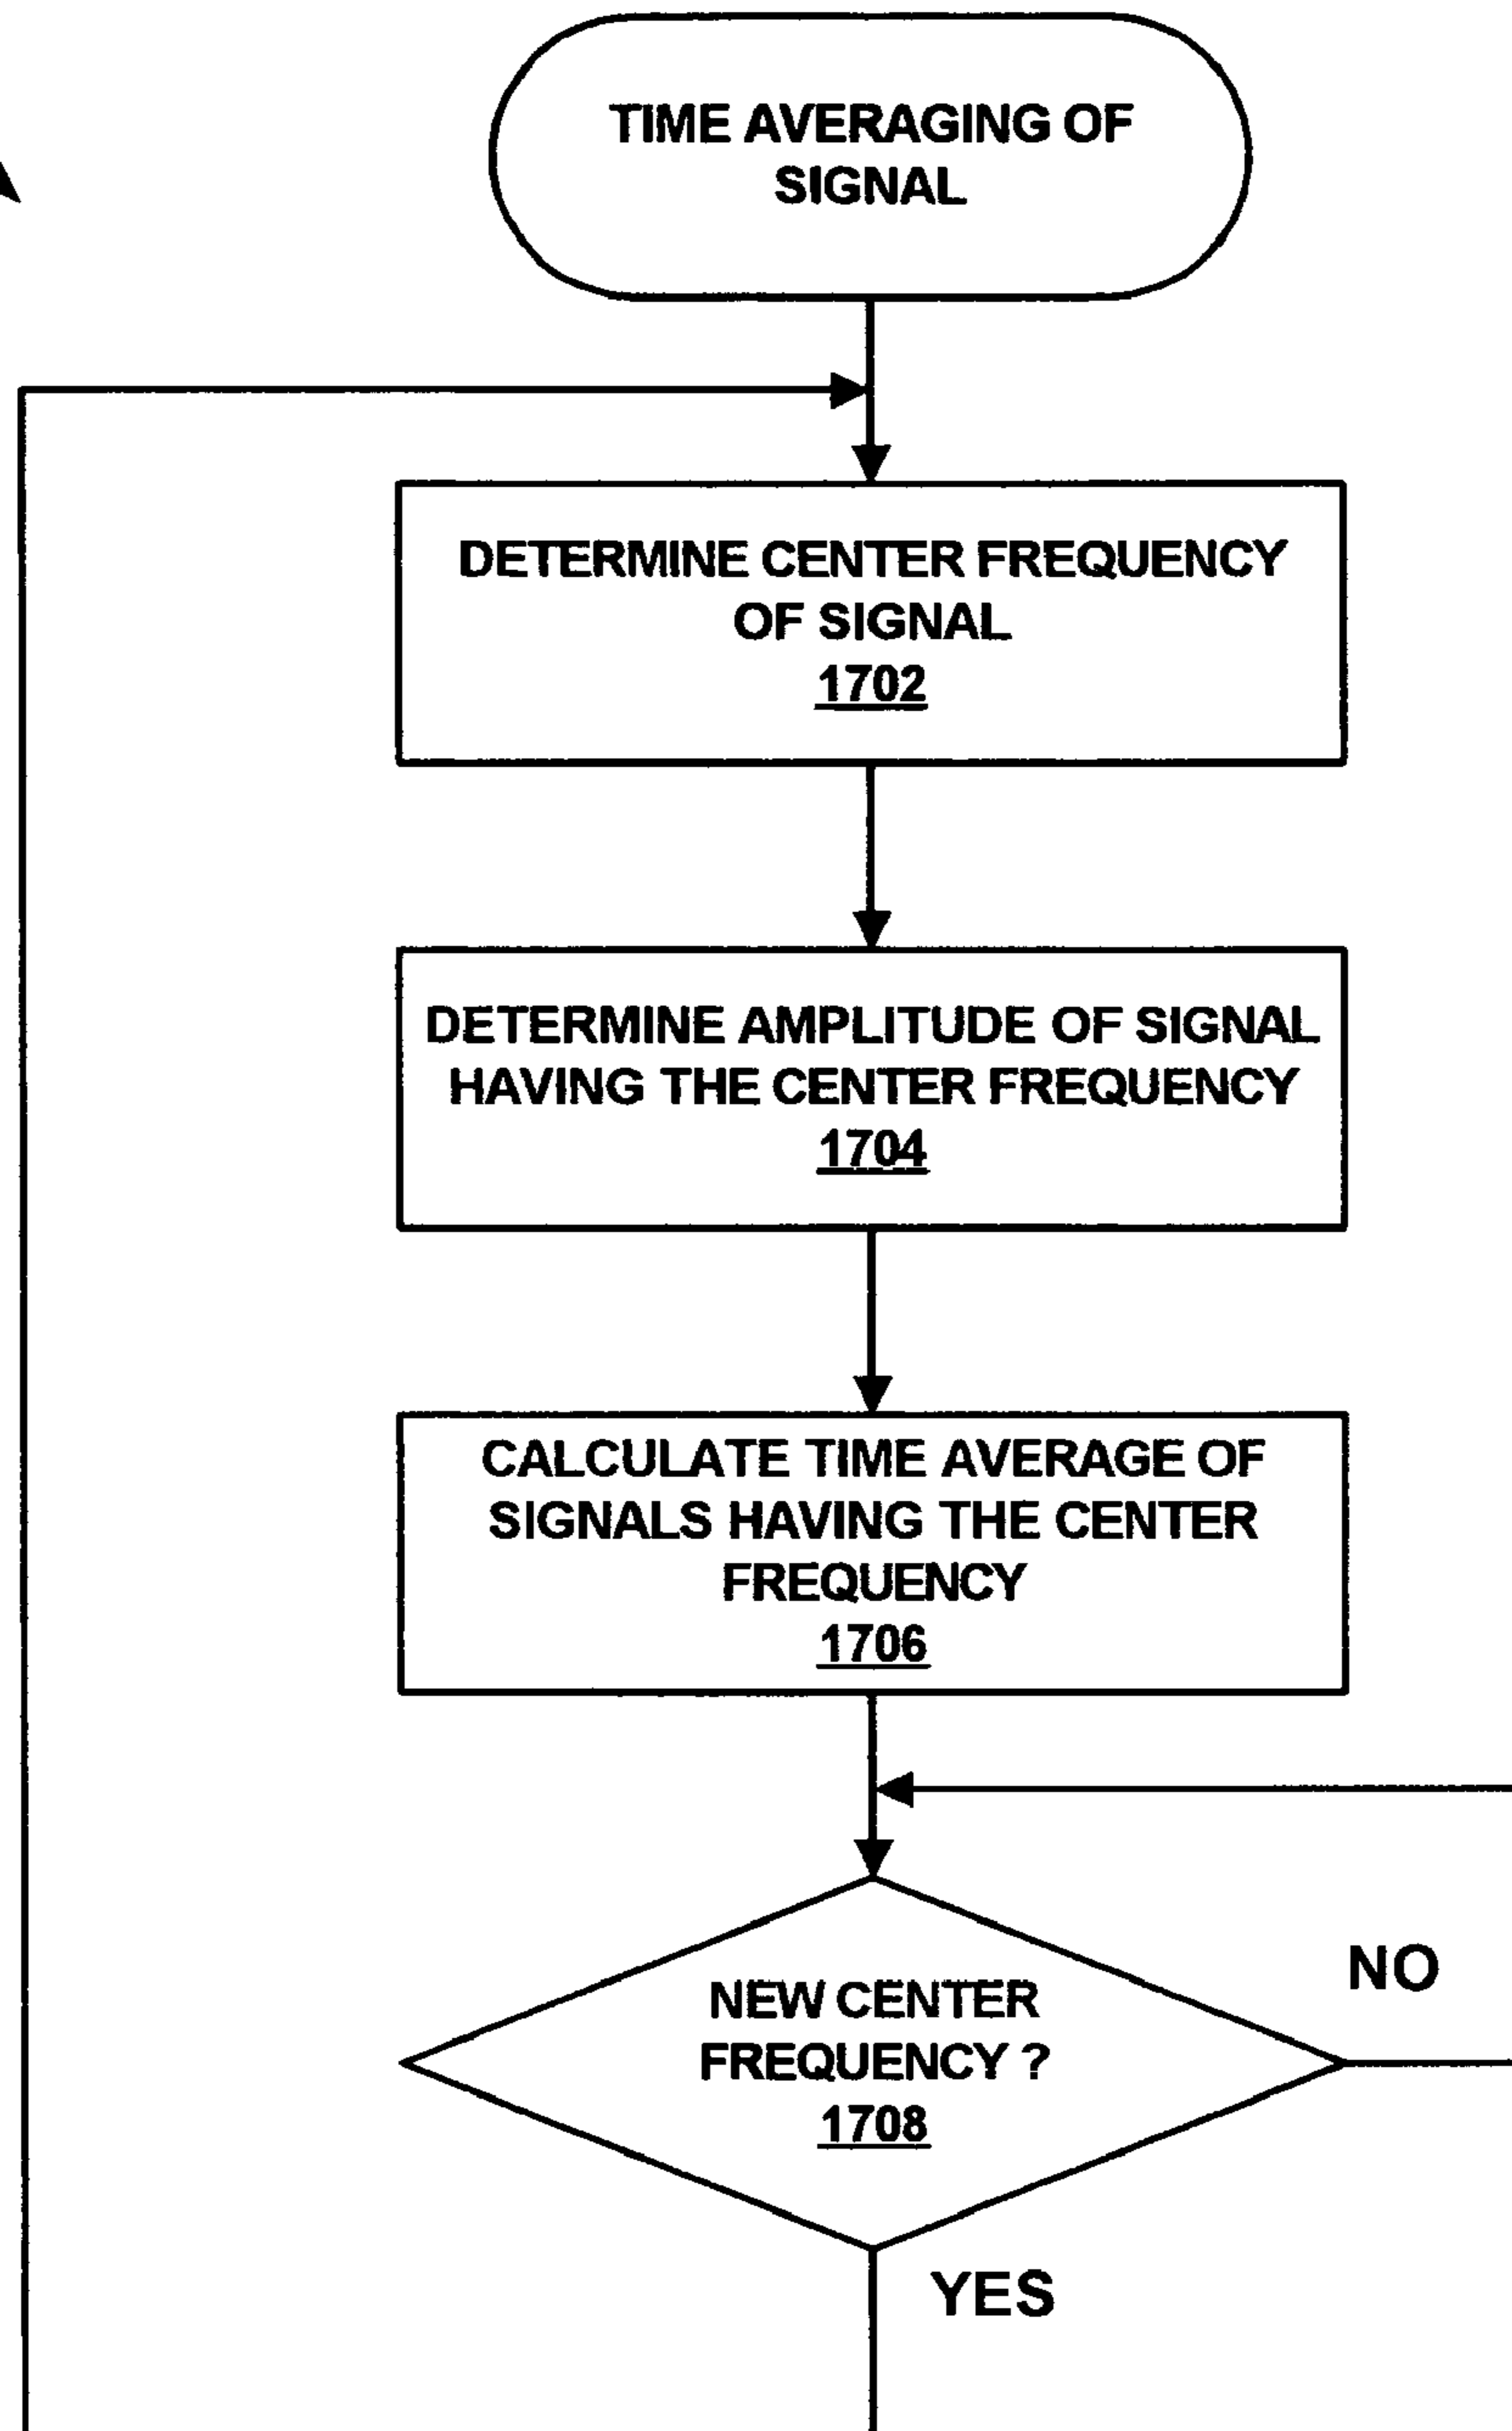 TIME AVERAGING OF
SIGNAL
DETERMINE CENTER FREQUENCY
OF SIGNAL
1702
DETERMINE AMPLITUDE OF SIGNAL
HAVING THE CENTER FREQUENCY
1704
CALCULATE TIME AVERAGE OF
SIGNALS HAVING THE CENTER
FREQUENCY
1706
NEW CENTER
FREQUENCY ?
1708
NO
YES